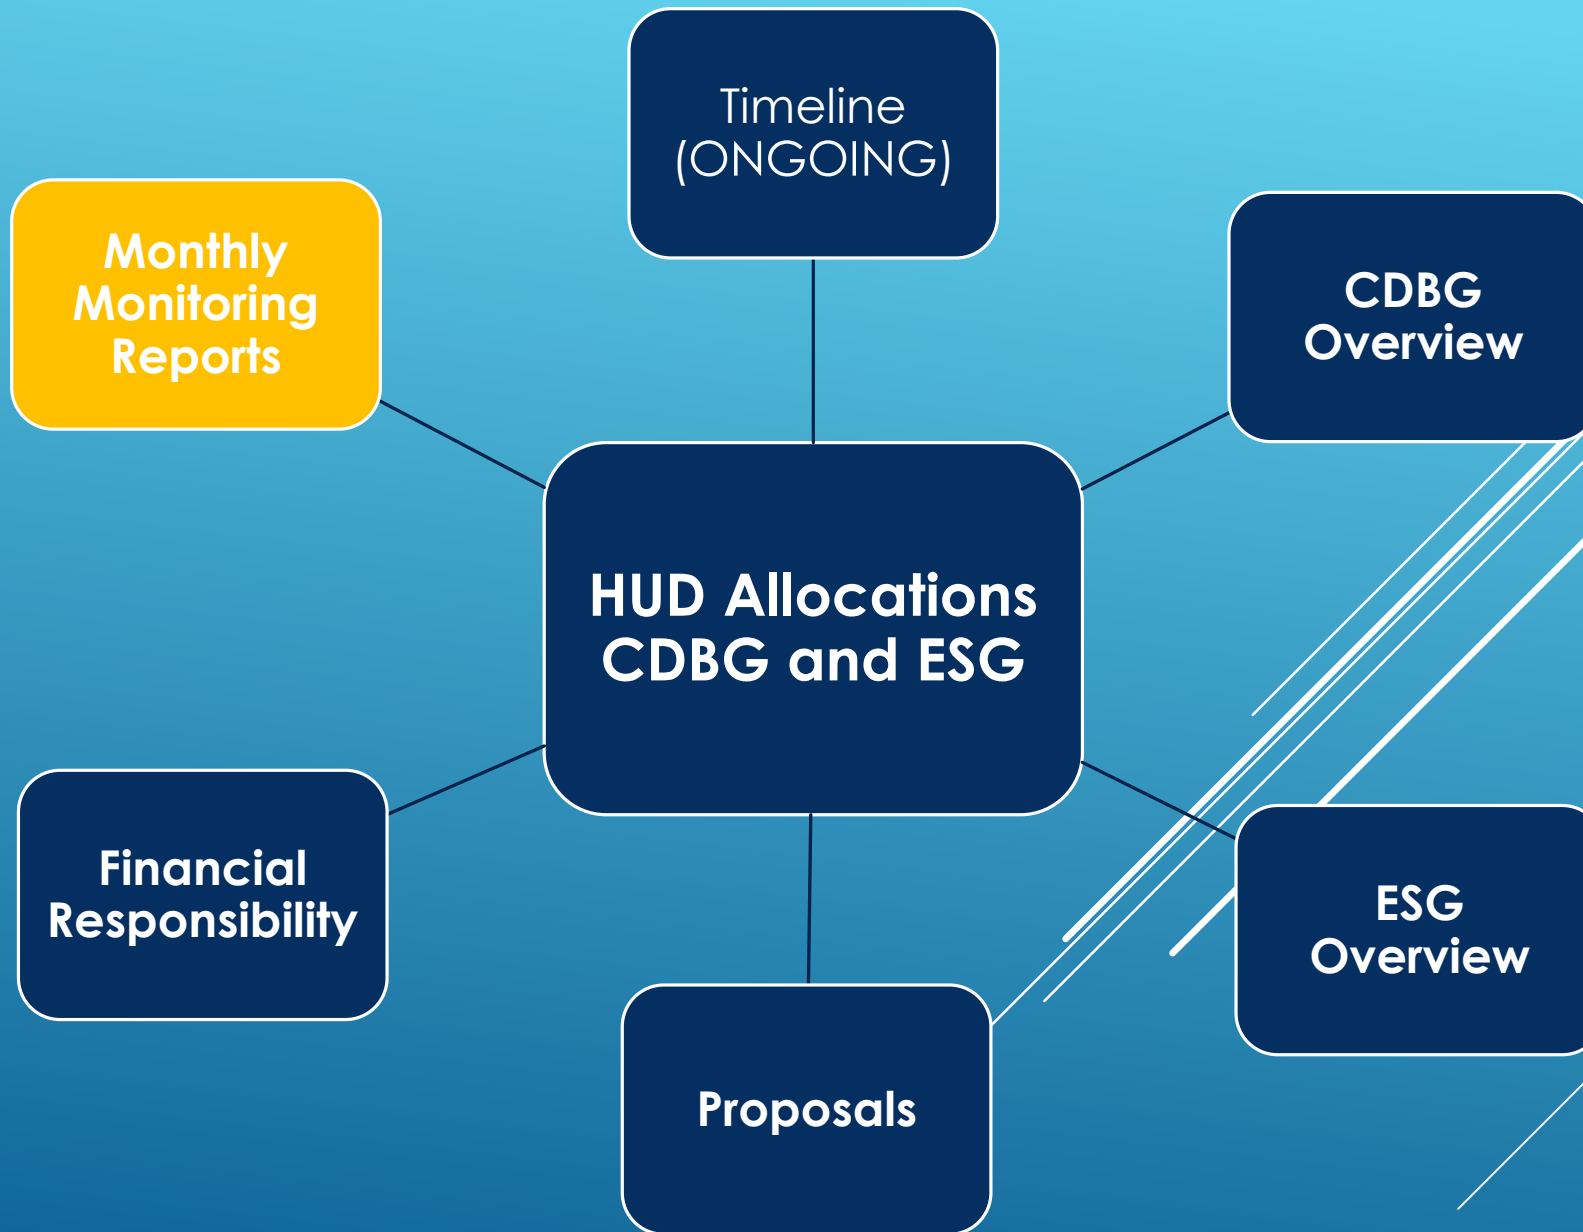 Timeline
(ONGOING)
Monthly
Monitoring
Reports
CDBG
Overview
HUD Allocations
CDBG and ESG
Financial
Responsibility
ESG
Overview
Proposals